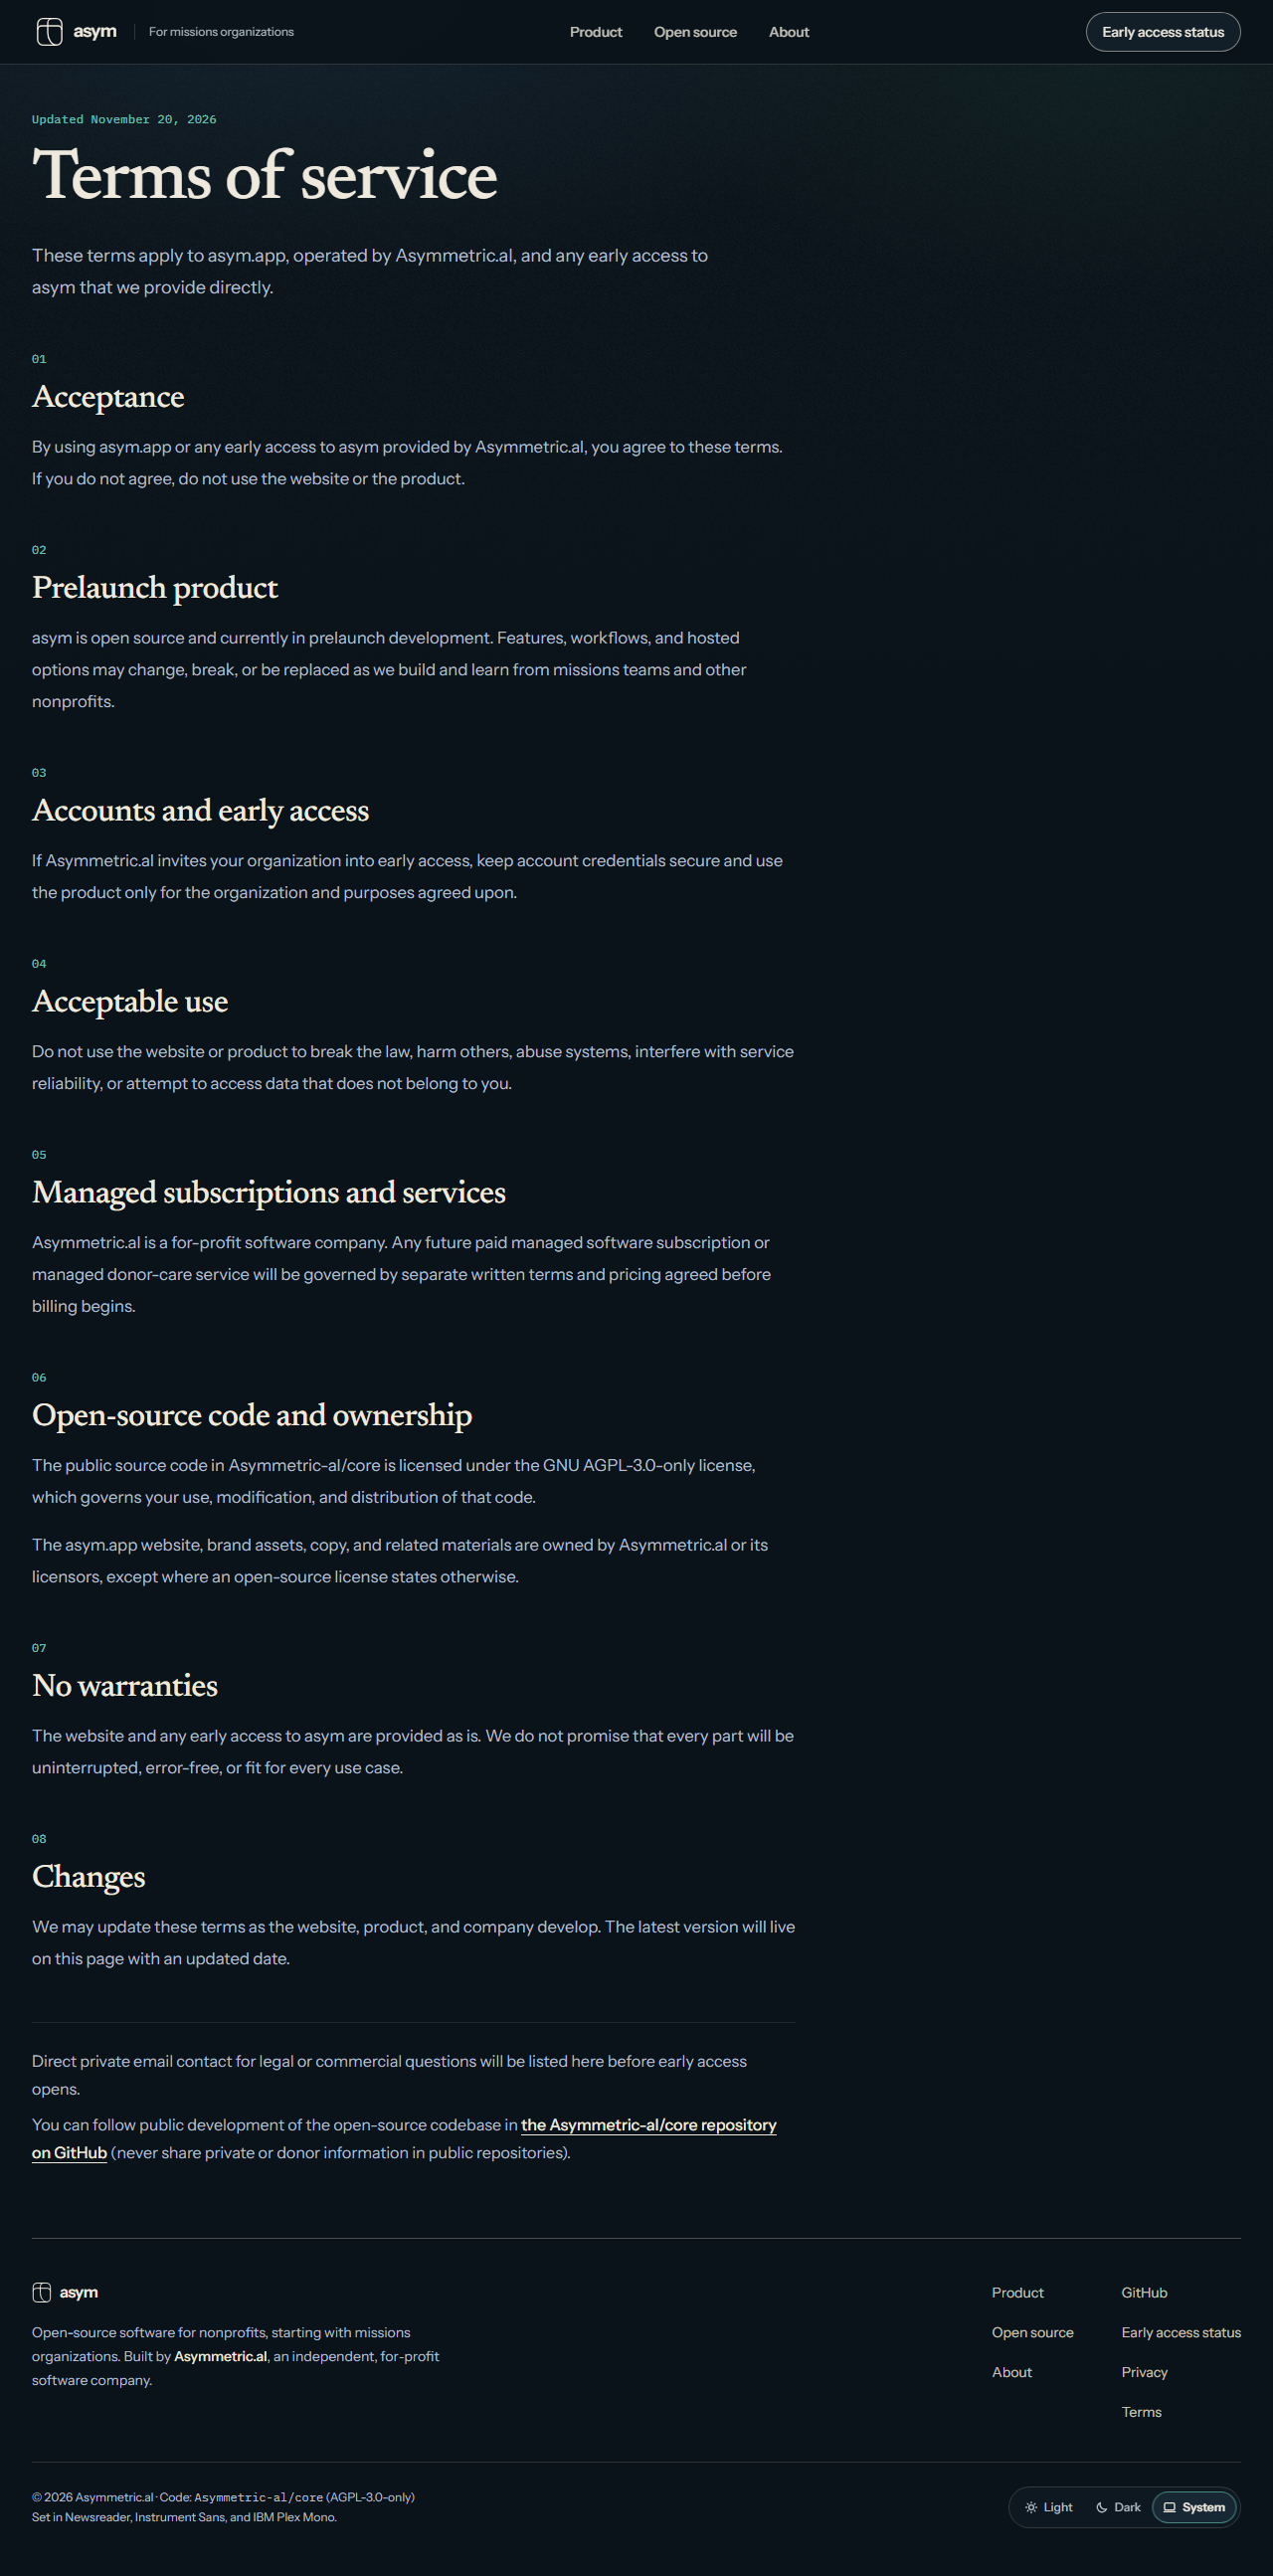 asym
For missions organizations
Product
Open source
About
Early access status
Updated November 20, 2026
Terms of service
These terms apply to asym.app, operated by Asymmetric.al, and any early access to
asym that we provide directly.
01
Acceptance
By using asym.app or any early access to asym provided by Asymmetric.al, you agree to these terms.
If you do not agree, do not use the website or the product.
02
Prelaunch product
asym is open source and currently in prelaunch development. Features, workflows, and hosted
options may change, break, or be replaced as we build and learn from missions teams and other
nonprofits.
03
Accounts and early access
If Asymmetric.al invites your organization into early access, keep account credentials secure and use
the product only for the organization and purposes agreed upon.
04
Acceptable use
Do not use the website or product to break the law, harm others, abuse systems, interfere with service
reliability, or attempt to access data that does not belong to you.
05
Managed subscriptions and services
Asymmetric.al is a for-profit software company. Any future paid managed software subscription or
managed donor-care service will be governed by separate written terms and pricing agreed before
billing begins.
06
Open-source code and ownership
The public source code in Asymmetric-al/core is licensed under the GNU AGPL-3.0-only license,
which governs your use, modification, and distribution of that code.
The asym.app website, brand assets, copy, and related materials are owned by Asymmetric.al or its
licensors, except where an open-source license states otherwise.
07
No warranties
The website and any early access to asym are provided as is. We do not promise that every part will be
uninterrupted, error-free, or fit for every use case.
08
Changes
We may update these terms as the website, product, and company develop. The latest version will live
on this page with an updated date.
Direct private email contact for legal or commercial questions will be listed here before early access
opens.
You can follow public development of the open-source codebase in the Asymmetric-al/core repository
on GitHub (never share private or donor information in public repositories).
asym
Open-source software for nonprofits, starting with missions
organizations. Built by Asymmetric.al, an independent, for-profit
software company.
Product
Open source
About
GitHub
Early access status
Privacy
Terms
© 2026 Asymmetric.al · Code: Asymmetric-al/core (AGPL-3.0-only)
Set in Newsreader, Instrument Sans, and IBM Plex Mono.
Light
Dark
System